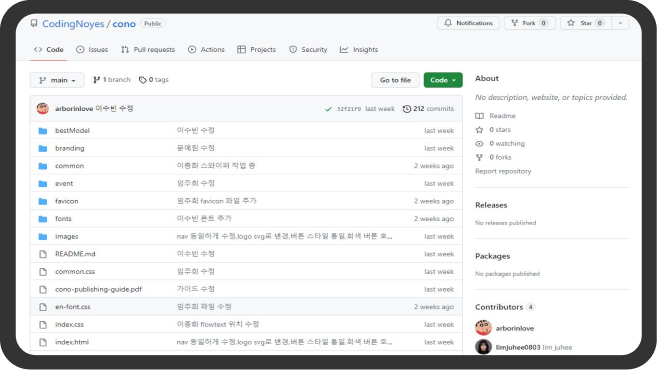 CodingNoyes / cono Public
Notifications Fork 0 Star 0
Code Issues Pull requests Actions Projects Security Insights
main 1 branch 0 tags Go to file Code
arborinlove 이수빈 수정 32f21f9 last week 212 commits
bestModel 이수빈 수정 last week
branding 문예림 수정 last week
common 이종화 스와이퍼 작업 중 2 weeks ago
event 임주희 수정 last week
favicon 임주희 favicon 파일 추가 2 weeks ago
fonts 이수빈 폰트 추가 2 weeks ago
images nav 동일하게 수정,logo svg로 변경,버튼 스타일 통일,회색 버튼 호... last week
README.md 이수빈 수정 last week
common.css 임주희 수정 last week
cono-publishing-guide.pdf 가이드 수정 last week
en-font.css 임주희 파일 수정 2 weeks ago
index.css 이종화 flowtext 위치 수정 last week
index.html nav 동일하게 수정,logo svg로 변경,버튼 스타일 통일,회색 버튼 호... last week
About
No description, website, or topics provided.
Readme
0 stars
0 watching
0 forks
Report repository
Releases
No releases published
Packages
No packages published
Contributors 4
arborinlove
limjuhee0803 lim juhee